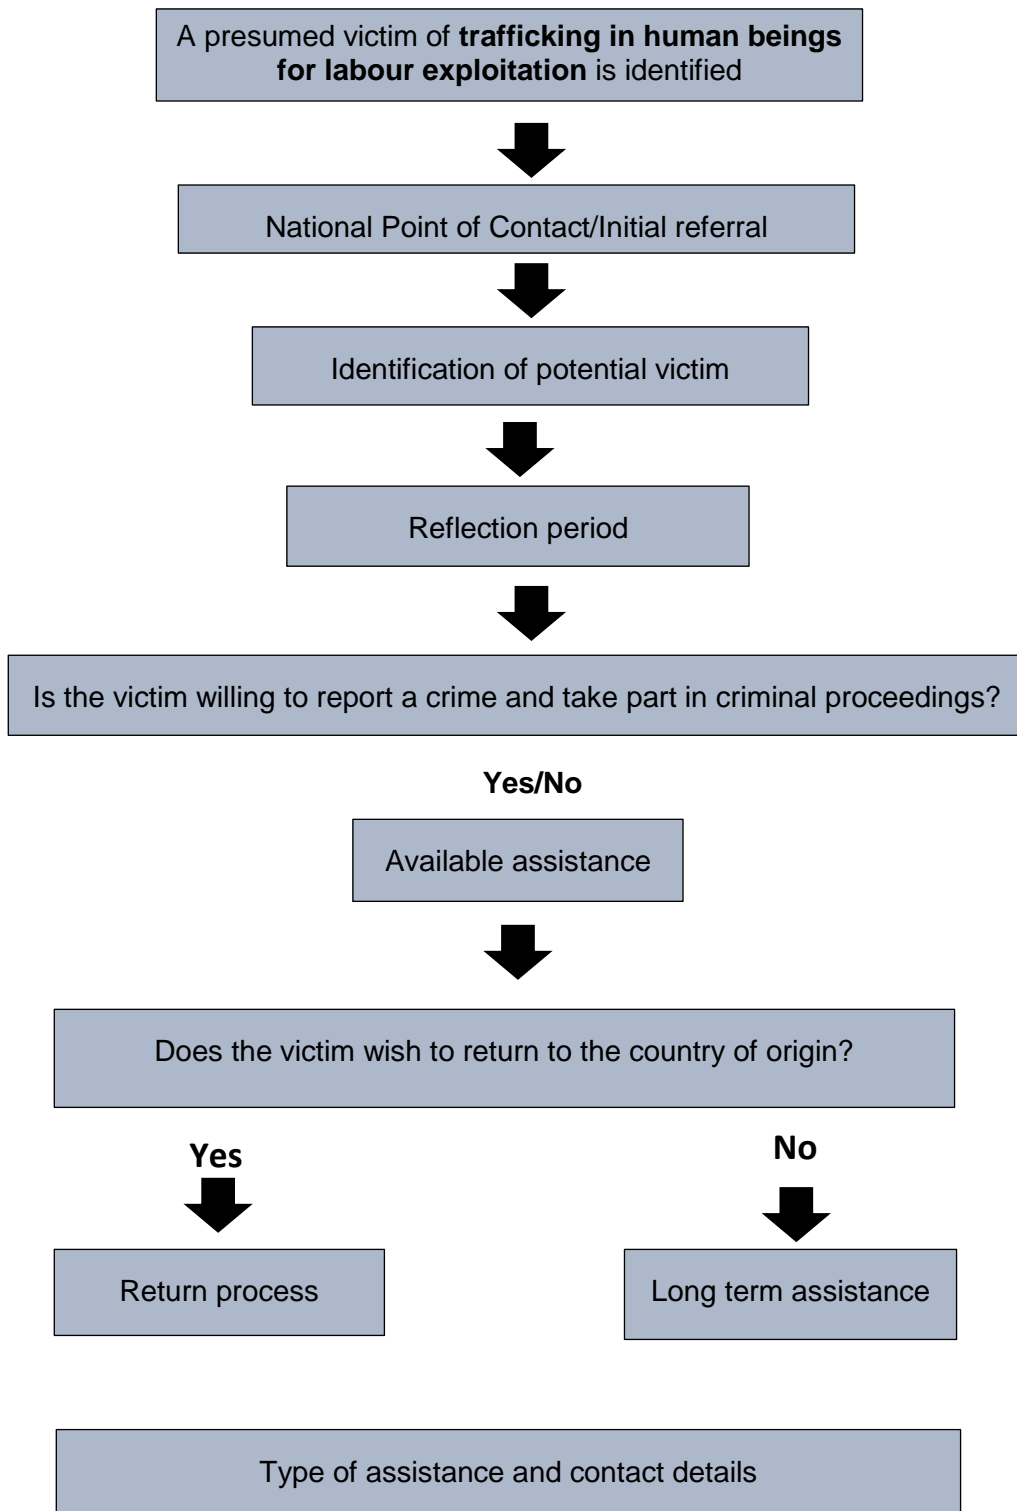 A presumed victim of trafficking in human beings
for labour exploitation is identified
National Point of Contact/Initial referral
Identification of potential victim
Reflection period
Is the victim willing to report a crime and take part in criminal proceedings?
Yes/No
Available assistance
Does the victim wish to return to the country of origin?
Yes
No
Return process
Long term assistance
Type of assistance and contact details